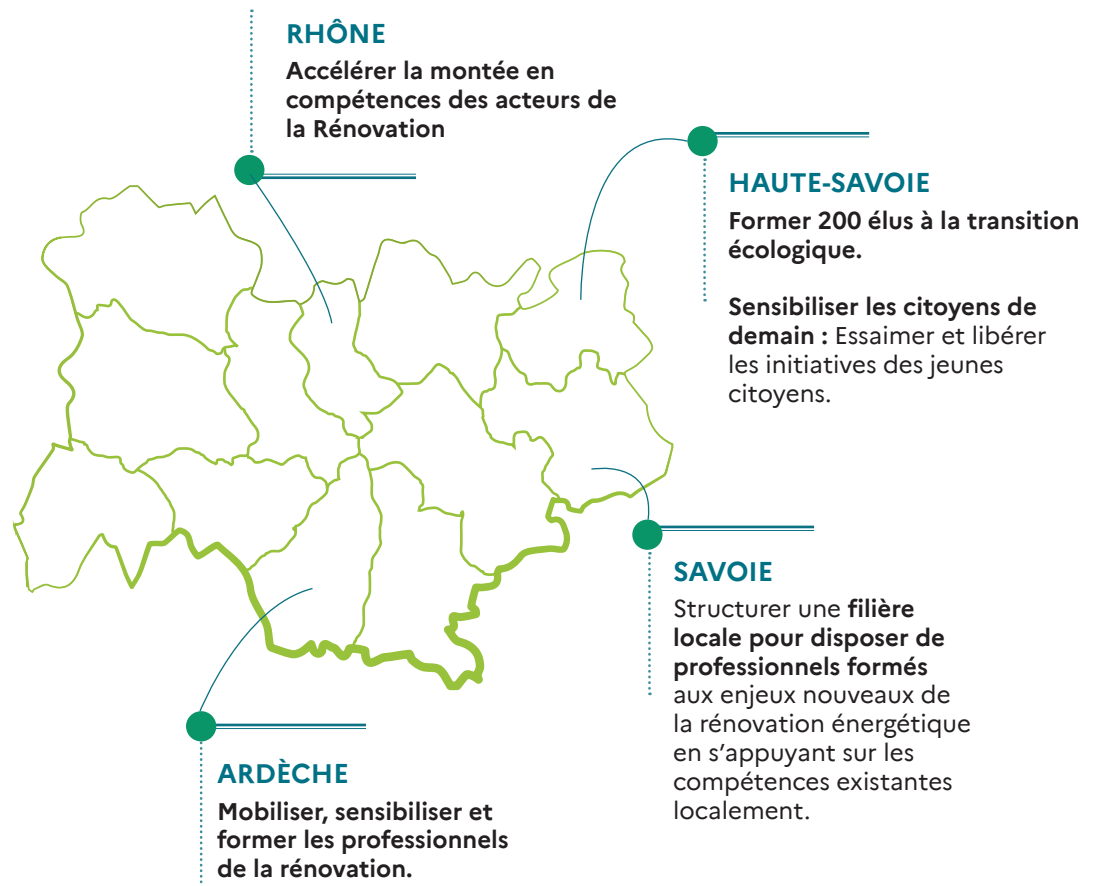 RHÔNE
Accélérer la montée en
compétences des acteurs de
la Rénovation
HAUTE-SAVOIE
Former 200 élus à la transition
écologique.
Sensibiliser les citoyens de
demain : Essaimer et libérer
les initiatives des jeunes
citoyens.
SAVOIE
Structurer une filière
locale pour disposer de
professionnels formés
aux enjeux nouveaux de
la rénovation énergétique
en s’appuyant sur les
compétences existantes
localement.
ARDÈCHE
Mobiliser, sensibiliser et
former les professionnels
de la rénovation.